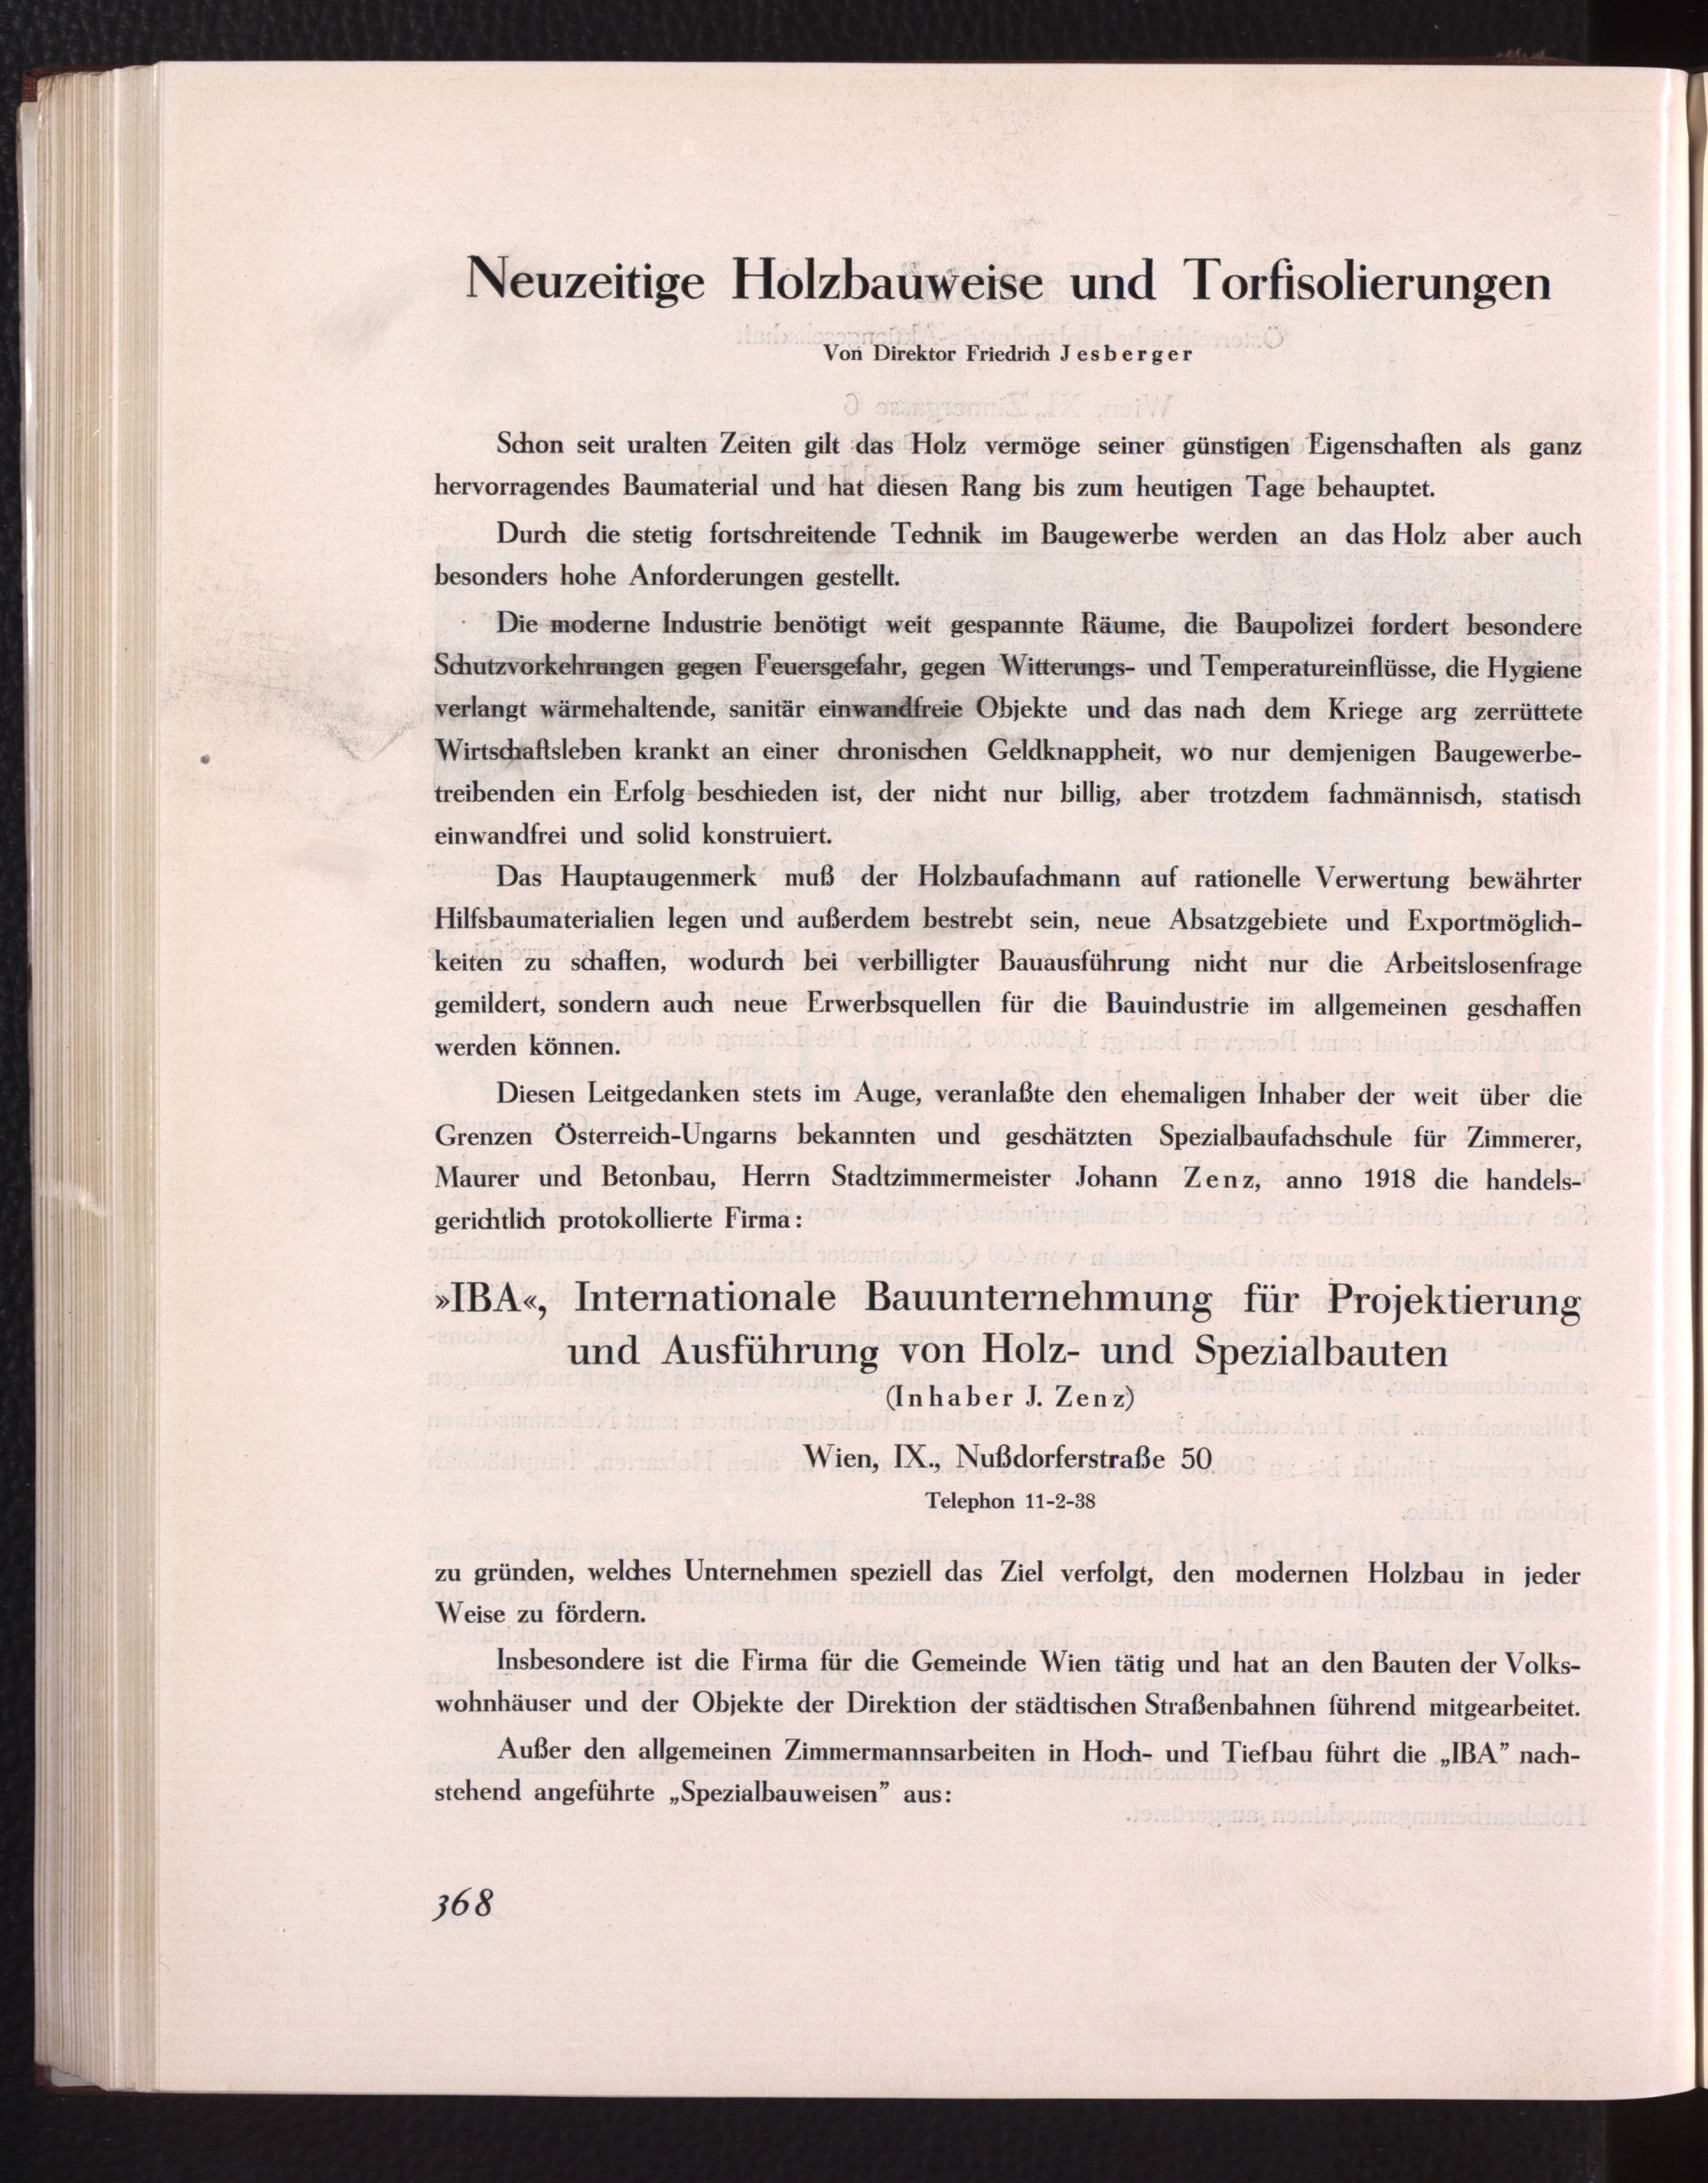 Neuzeitige Holzbauweise und Torfisolierungen
Von Direktor Friedrich Jesberger
Schon seit uralten Zeiten gilt das Holz vermöge seiner günstigen Eigenschaften als ganz
hervorragendes Baumaterial und hat diesen Rang bis zum heutigen Tage behauptet.
Durch die stetig fortschreitende Technik im Baugewerbe werden an das Holz aber auch
besonders hohe Anforderungen gestellt.
Die moderne Industrie benötigt weit gespannte Räume, die Baupolizei fordert besondere
Schutzvorkehrungen gegen Feuersgefahr, gegen Witterungs- und Temperatureinflüsse, die Hygiene
verlangt wärmehaltende, sanitär einwandfreie Objekte und das nach dem Kriege arg zerrüttete
Wirtschaftsleben krankt an einer chronischen Geldknappheit, wo nur demjenigen Baugewerbe-
treibenden ein Erfolg beschieden ist, der nicht nur billig, aber trotzdem fachmännisch, statisch
einwandfrei und solid konstruiert.
Das Hauptaugenmerk muß der Holzbaufachmann auf rationelle Verwertung bewährter
Hilfsbaumaterialien legen und außerdem bestrebt sein, neue Absatzgebiete und Exportmöglich-
keiten zu schaffen, wodurch bei verbilligter Bauausführung nicht nur die Arbeitslosenfrage
gemildert, sondern auch neue Erwerbsquellen für die Bauindustrie im allgemeinen geschaffen
werden können.
Diesen Leitgedanken stets im Auge, veranlaßte den ehemaligen Inhaber der weit über die
Grenzen Österreich-Ungarns bekannten und geschätzten Spezialbaufachschule für Zimmerer,
Maurer und Betonbau, Herrn Stadtzimmermeister Johann Zenz, anno 1918 die handels-
gerichtlich protokollierte Firma:
»IBA«, Internationale Bauunternehmung für Projektierung
und Ausführung von Holz- und Spezialbauten
(Inhaber J. Zenz)
Wien, IX., Nußdorferstraße 50
Telephon 11-2-38
zu gründen, welches Unternehmen speziell das Ziel verfolgt, den modernen Holzbau in jeder
Weise zu fördern.
Insbesondere ist die Firma für die Gemeinde Wien tätig und hat an den Bauten der Volks-
wohnhäuser und der Objekte der Direktion der städtischen Straßenbahnen führend mitgearbeitet.
Außer den allgemeinen Zimmermannsarbeiten in Hoch- und Tiefbau führt die „IBA” nach-
stehend angeführte „Spezialbauweisen” aus:
368